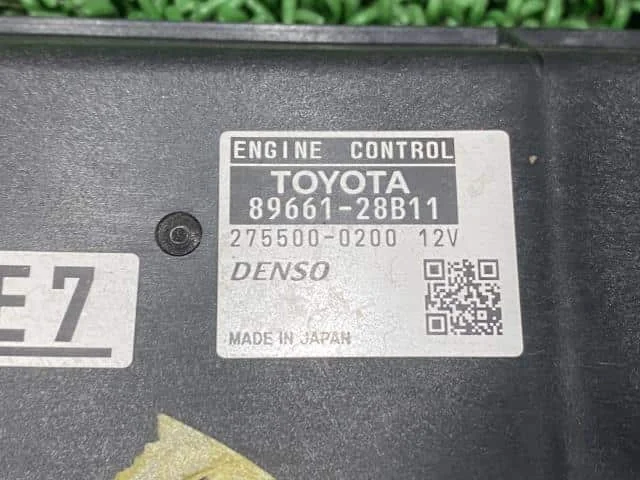 ENGINE CONTROL
TOYOTA
89661-28B11
275500-0200 12V
DENSO
MADE IN JAPAN
E7